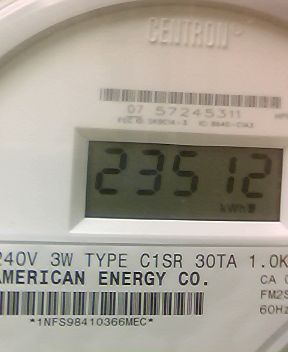 CENTRON
07 57245311
23512
kWh
240V 3W TYPE C1SR 30TA 1.0K
AMERICAN ENERGY CO.
CA
FM2S
60HZ
*1NFS98410366MEC*